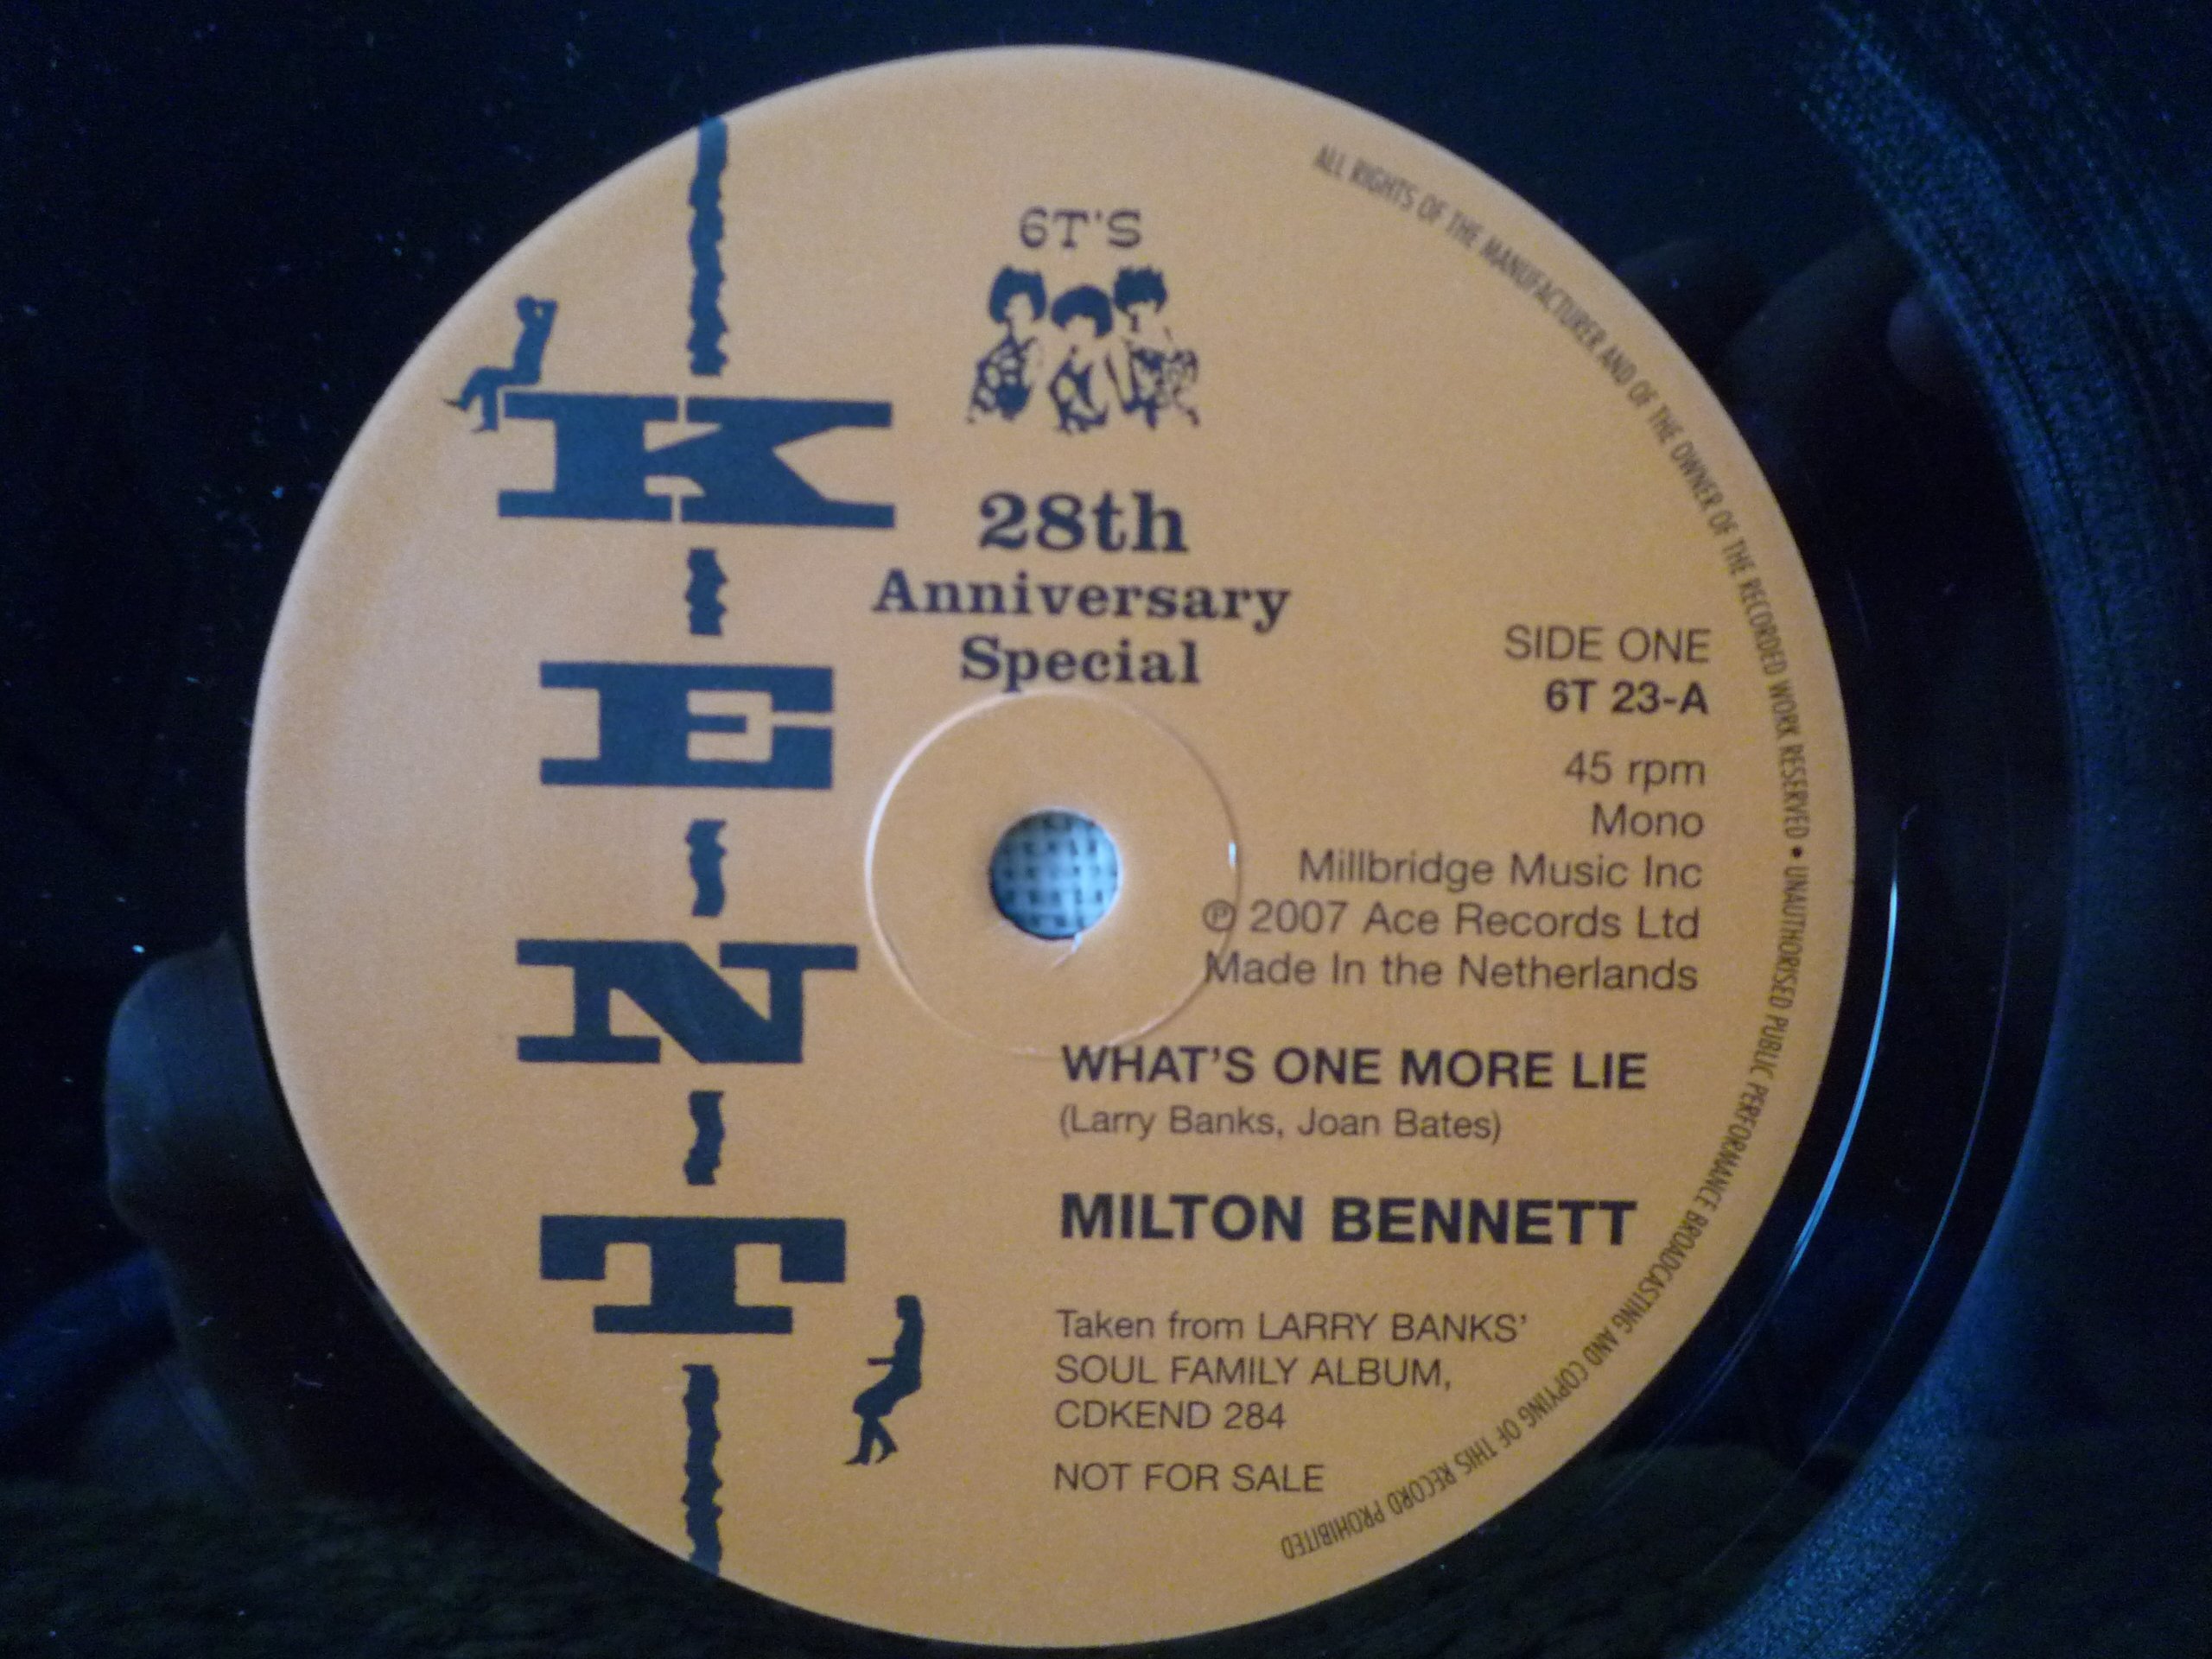 6T'S
KENT
28th
Anniversary
Special
SIDE ONE
6T 23-A
45 rpm
Mono
Millbridge Music Inc
℗ 2007 Ace Records Ltd
Made In the Netherlands
WHAT'S ONE MORE LIE
(Larry Banks, Joan Bates)
MILTON BENNETT
Taken from LARRY BANKS'
SOUL FAMILY ALBUM,
CDKEND 284
NOT FOR SALE
ALL RIGHTS OF THE MANUFACTURER AND OF THE OWNER OF THE RECORDED WORK RESERVED • UNAUTHORISED PUBLIC PERFORMANCE BROADCASTING AND COPYING OF THIS RECORD PROHIBITED